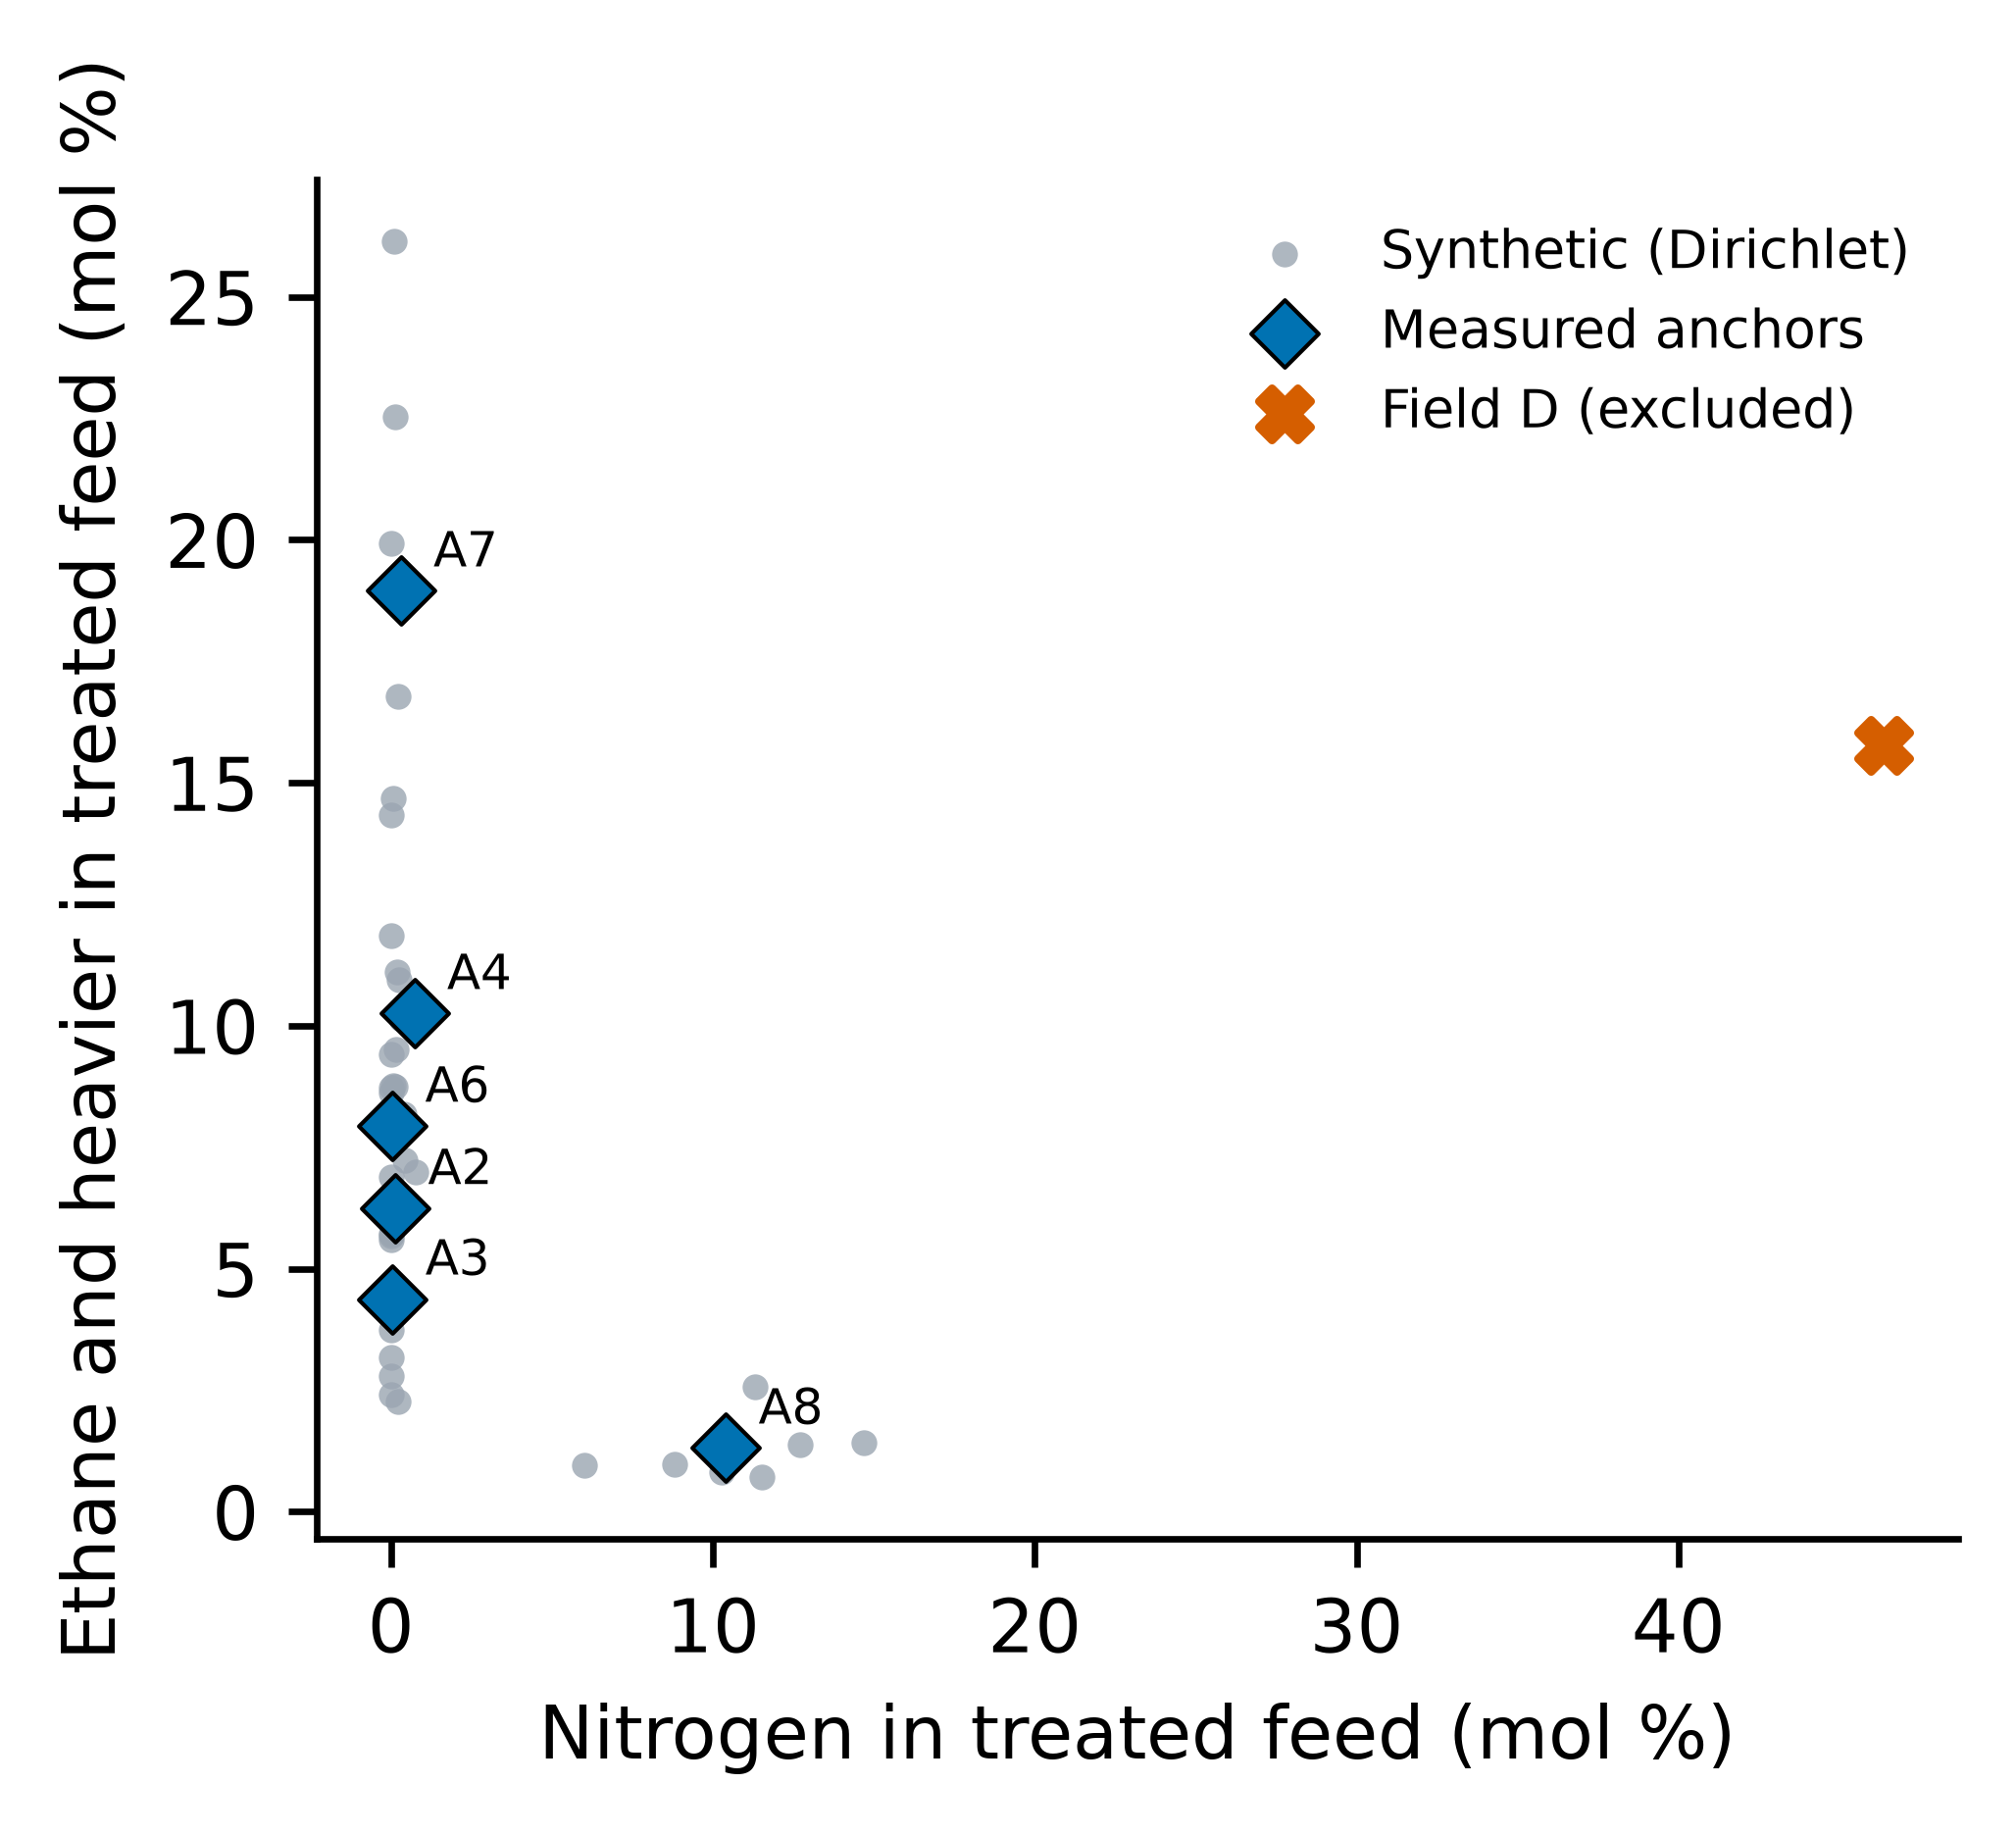 Ethane and heavier in treated feed (mol %)
25
20
15
10
5
0
Synthetic (Dirichlet)
Measured anchors
Field D (excluded)
A7
A4
A6
A2
A3
A8
0 10 20 30 40
Nitrogen in treated feed (mol %)